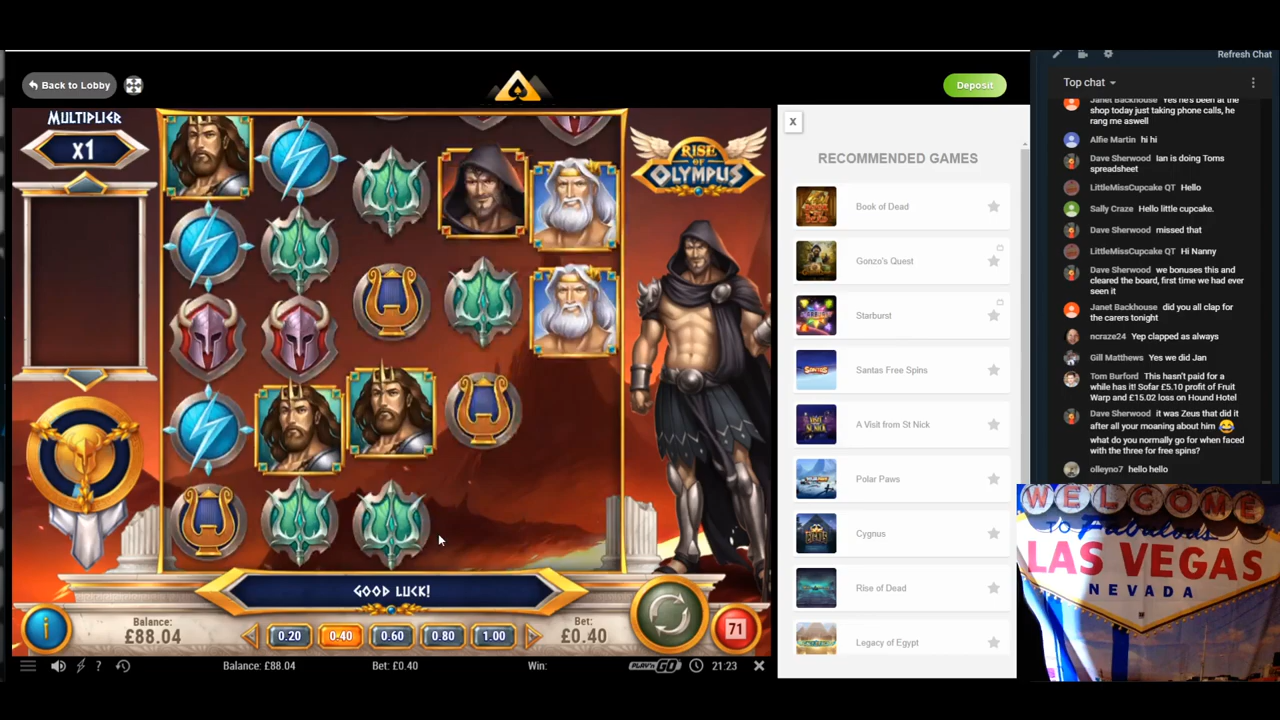 Refresh Chat
Back to Lobby
Deposit
MULTIPLIER
X1
RISE
OF
OLYMPUS
X
RECOMMENDED GAMES
Book of Dead
Gonzo's Quest
Starburst
Santas Free Spins
A Visit from St Nick
Polar Paws
Cygnus
Rise of Dead
Legacy of Egypt
Top chat
Janet Backhouse Yes he's been at the
shop today just taking phone calls, he
rang me aswell
Alfie Martin hi hi
Dave Sherwood Ian is doing Toms
spreadsheet
LittleMissCupcake QT Hello
Sally Craze Hello little cupcake.
Dave Sherwood missed that
LittleMissCupcake QT Hi Nanny
Dave Sherwood we bonuses this and
cleared the board, first time we had ever
seen it
Janet Backhouse did you all clap for
the carers tonight
ncraze24 Yep clapped as always
Gill Matthews Yes we did Jan
Tom Burford This hasn't paid for a
while has it! Sofar £5.10 profit of Fruit
Warp and £15.02 loss on Hound Hotel
Dave Sherwood it was Zeus that did it
after all your moaning about him 😂
what do you normally go for when faced
with the three for free spins?
olleyno7 hello hello
WELCOME
TO Fabulous
LAS VEGAS
NEVADA
GOOD LUCK!
Balance:
£88.04
0.20
0.40
0.60
0.80
1.00
Bet:
£0.40
71
Balance: £88.04
Bet: £0.40
Win:
PLAY'n GO
21:23